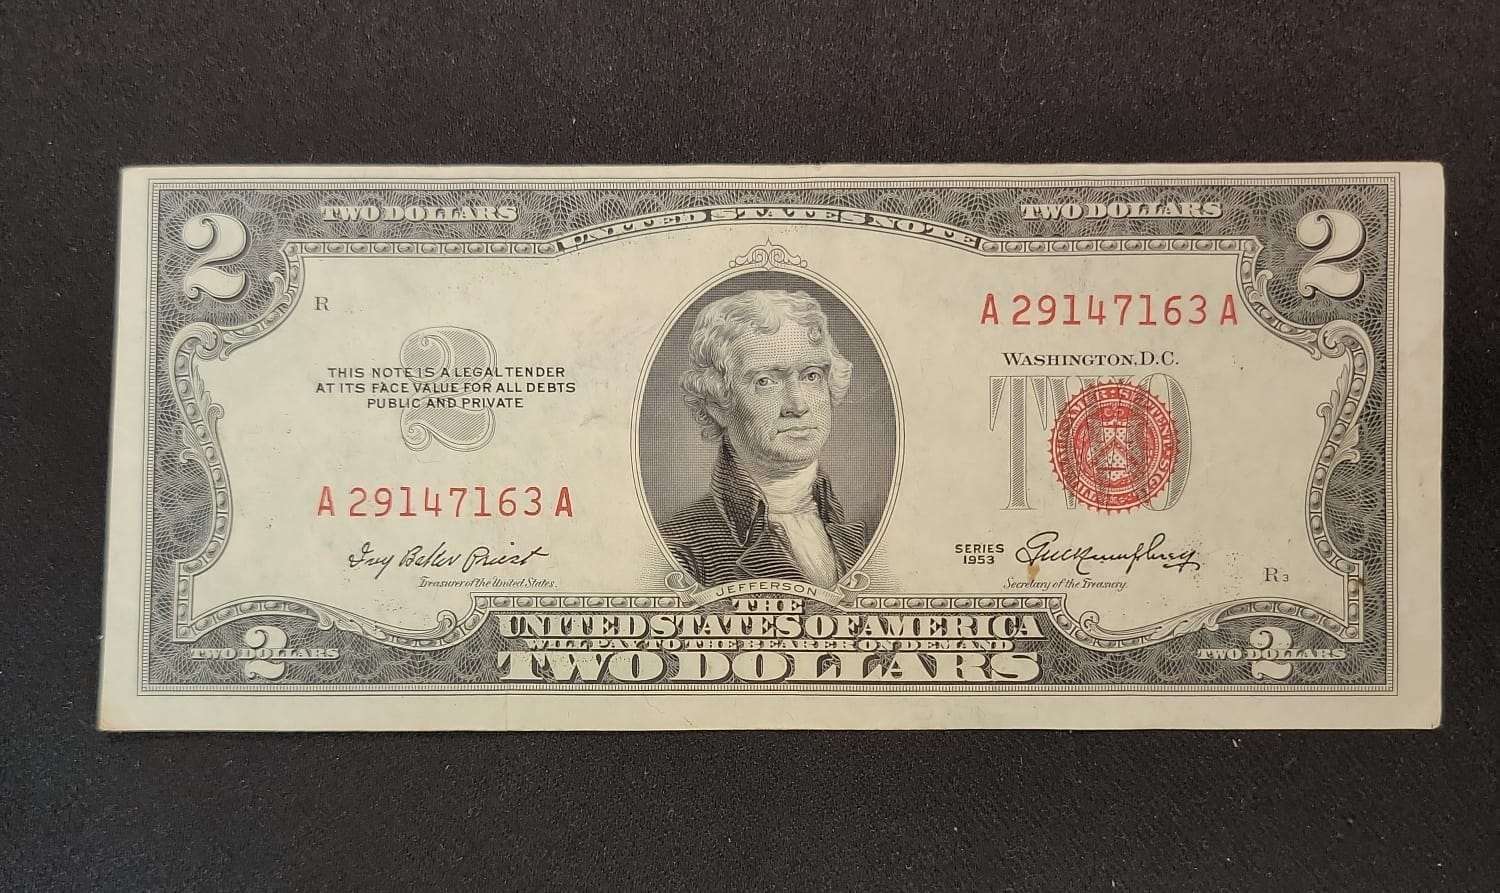 2 TWO DOLLARS UNITED STATES NOTE TWO DOLLARS 2
R
A 29147163 A
WASHINGTON, D.C.
2
THIS NOTE IS A LEGAL TENDER
AT ITS FACE VALUE FOR ALL DEBTS
PUBLIC AND PRIVATE
TWO
A 29147163 A
Ivy Baker Priest
Treasurer of the United States.
SERIES
1953
G M Humphrey
Secretary of the Treasury.
R 3
JEFFERSON
THE
UNITED STATES OF AMERICA
WILL PAY TO THE BEARER ON DEMAND
TWO DOLLARS
TWO 2 DOLLARS
TWO 2 DOLLARS